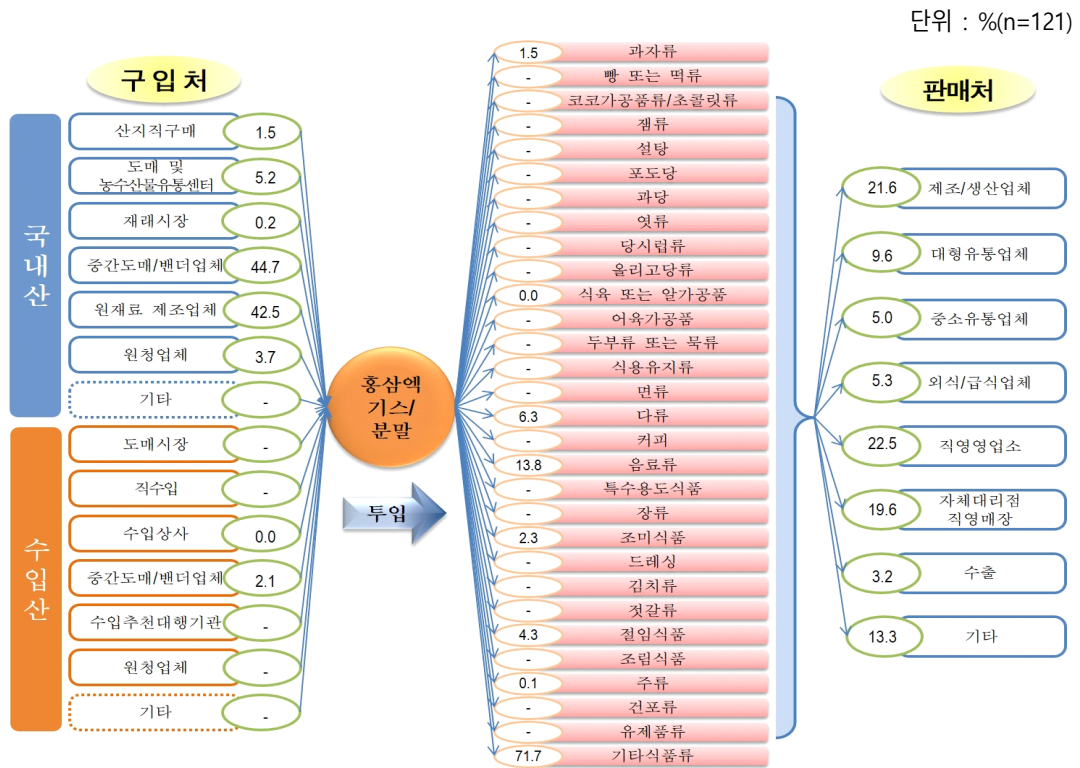 단위 : %(n=121)
구입처
국내산
산지직구매 1.5
도매 및
농수산물유통센터 5.2
재래시장 0.2
중간도매/밴더업체 44.7
원재료 제조업체 42.5
원청업체 3.7
기타 -
수입산
도매시장 -
직수입 -
수입상사 0.0
중간도매/밴더업체 2.1
수입추천대행기관 -
원청업체 -
기타 -
홍삼엑
기스/
분말
투입
1.5 과자류
- 빵 또는 떡류
- 코코가공품류/초콜릿류
- 잼류
- 설탕
- 포도당
- 과당
- 엿류
- 당시럽류
- 올리고당류
0.0 식육 또는 알가공품
- 어육가공품
- 두부류 또는 묵류
- 식용유지류
- 면류
6.3 다류
- 커피
13.8 음료류
- 특수용도식품
- 장류
2.3 조미식품
- 드레싱
- 김치류
- 젓갈류
4.3 절임식품
- 조림식품
0.1 주류
- 건포류
- 유제품류
71.7 기타식품류
판매처
21.6 제조/생산업체
9.6 대형유통업체
5.0 중소유통업체
5.3 외식/급식업체
22.5 직영영업소
19.6 자체대리점
직영매장
3.2 수출
13.3 기타